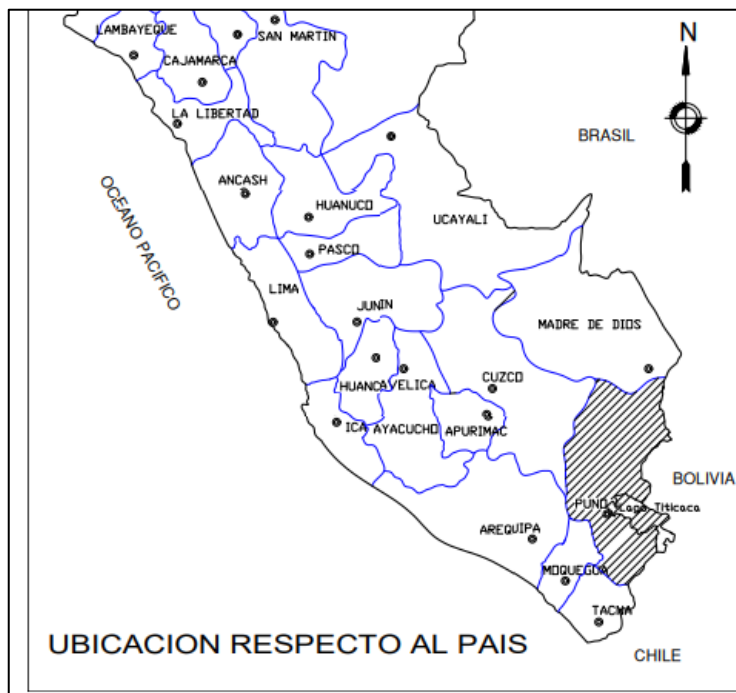 LAMBAYEQUE
SAN MARTIN
N
CAJAMARCA
LA LIBERTAD
BRASIL
ANCASH
OCEANO PACIFICO
HUANUCO
UCAYALI
PASCO
LIMA
JUNIN
MADRE DE DIOS
HUANCAVELICA
CUZCO
ICA
AYACUCHO
APURIMAC
BOLIVIA
PUNO
Lago Titicaca
AREQUIPA
MOQUEGUA
TACNA
UBICACION RESPECTO AL PAIS
CHILE